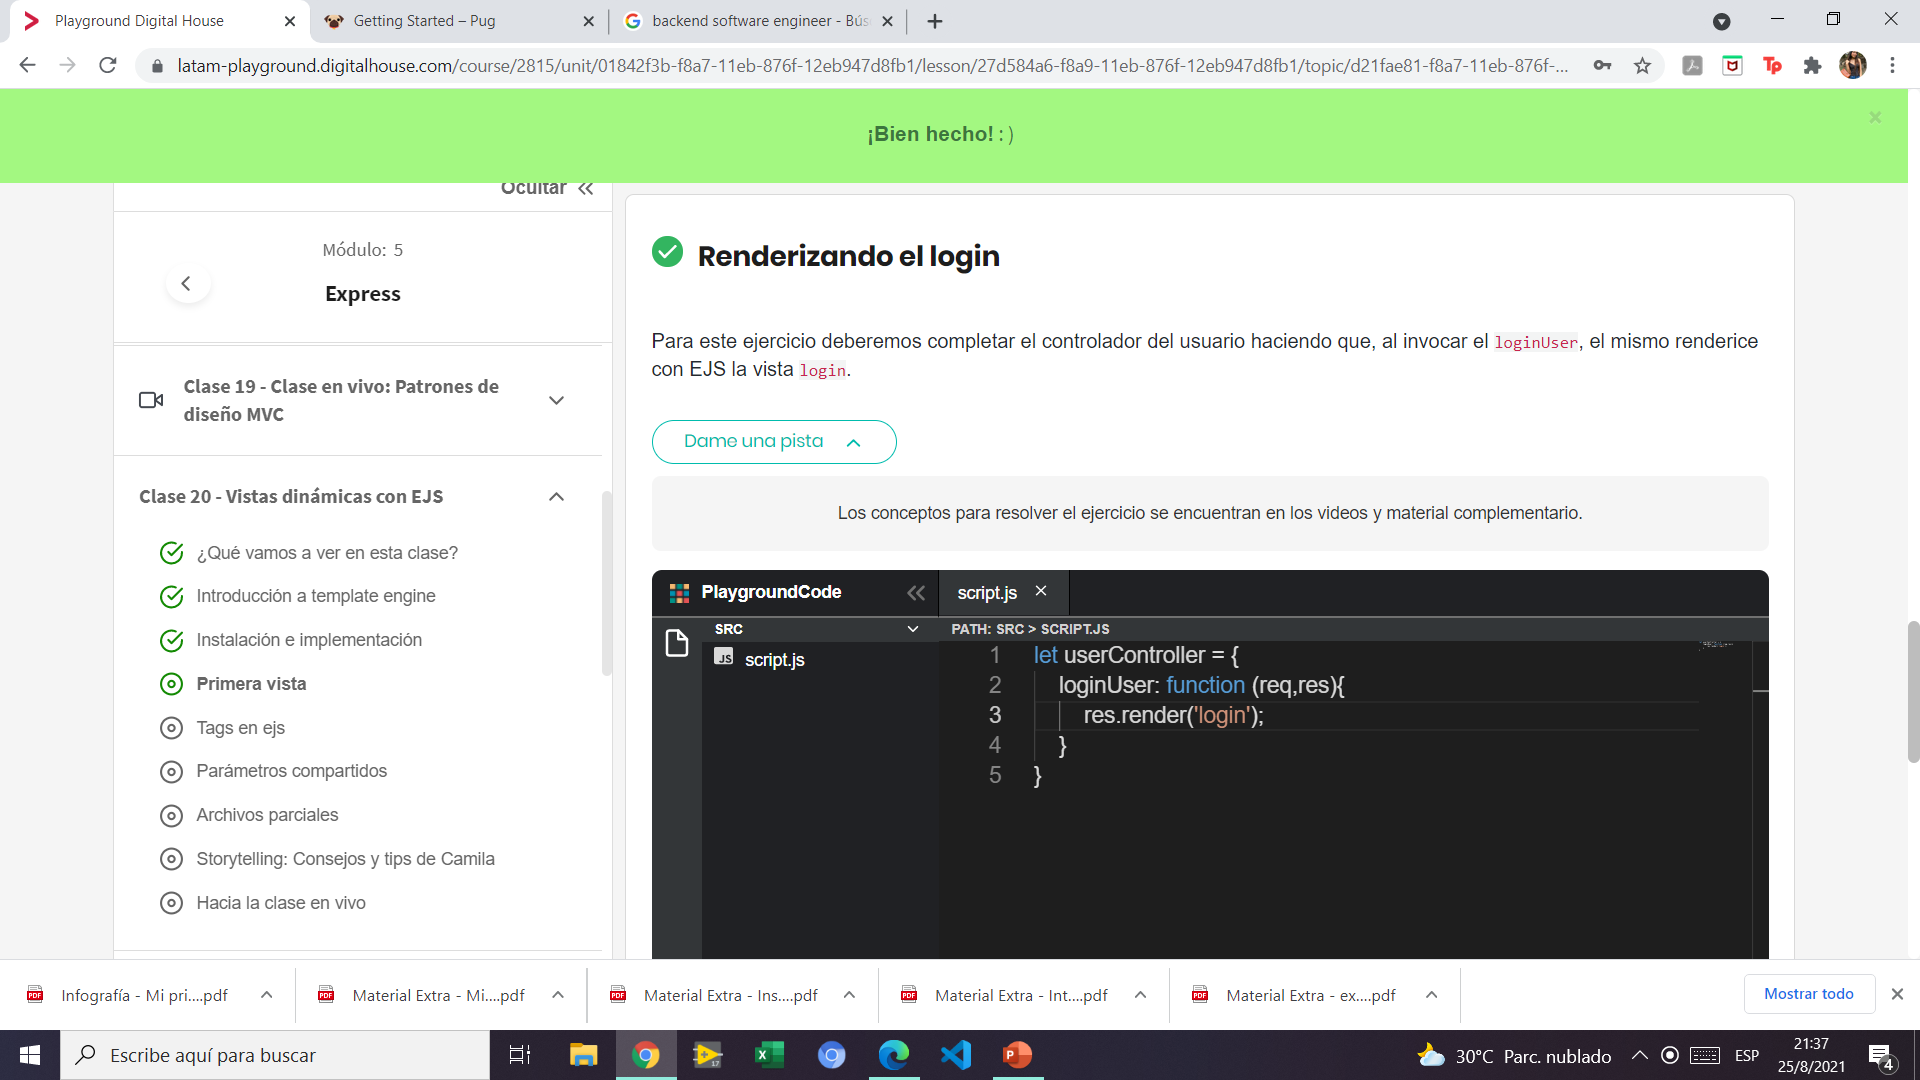 Playground Digital House
Getting Started – Pug
backend software engineer - Bús
latam-playground.digitalhouse.com/course/2815/unit/01842f3b-f8a7-11eb-876f-12eb947d8fb1/lesson/27d584a6-f8a9-11eb-876f-12eb947d8fb1/topic/d21fae81-f8a7-11eb-876f-...
¡Bien hecho! : )
Ocultar
Módulo: 5
Express
Clase 19 - Clase en vivo: Patrones de
diseño MVC
Clase 20 - Vistas dinámicas con EJS
¿Qué vamos a ver en esta clase?
Introducción a template engine
Instalación e implementación
Primera vista
Tags en ejs
Parámetros compartidos
Archivos parciales
Storytelling: Consejos y tips de Camila
Hacia la clase en vivo
Renderizando el login
Para este ejercicio deberemos completar el controlador del usuario haciendo que, al invocar el loginUser, el mismo renderice
con EJS la vista login.
Dame una pista
Los conceptos para resolver el ejercicio se encuentran en los videos y material complementario.
PlaygroundCode
script.js
SRC
JS script.js
PATH: SRC > SCRIPT.JS
1 let userController = {
2 loginUser: function (req,res){
3 res.render('login');
4 }
5 }
PDF Infografía - Mi pri....pdf
PDF Material Extra - Mi....pdf
PDF Material Extra - Ins....pdf
PDF Material Extra - Int....pdf
PDF Material Extra - ex....pdf
Mostrar todo
Escribe aquí para buscar
30°C Parc. nublado
ESP
21:37
25/8/2021
4